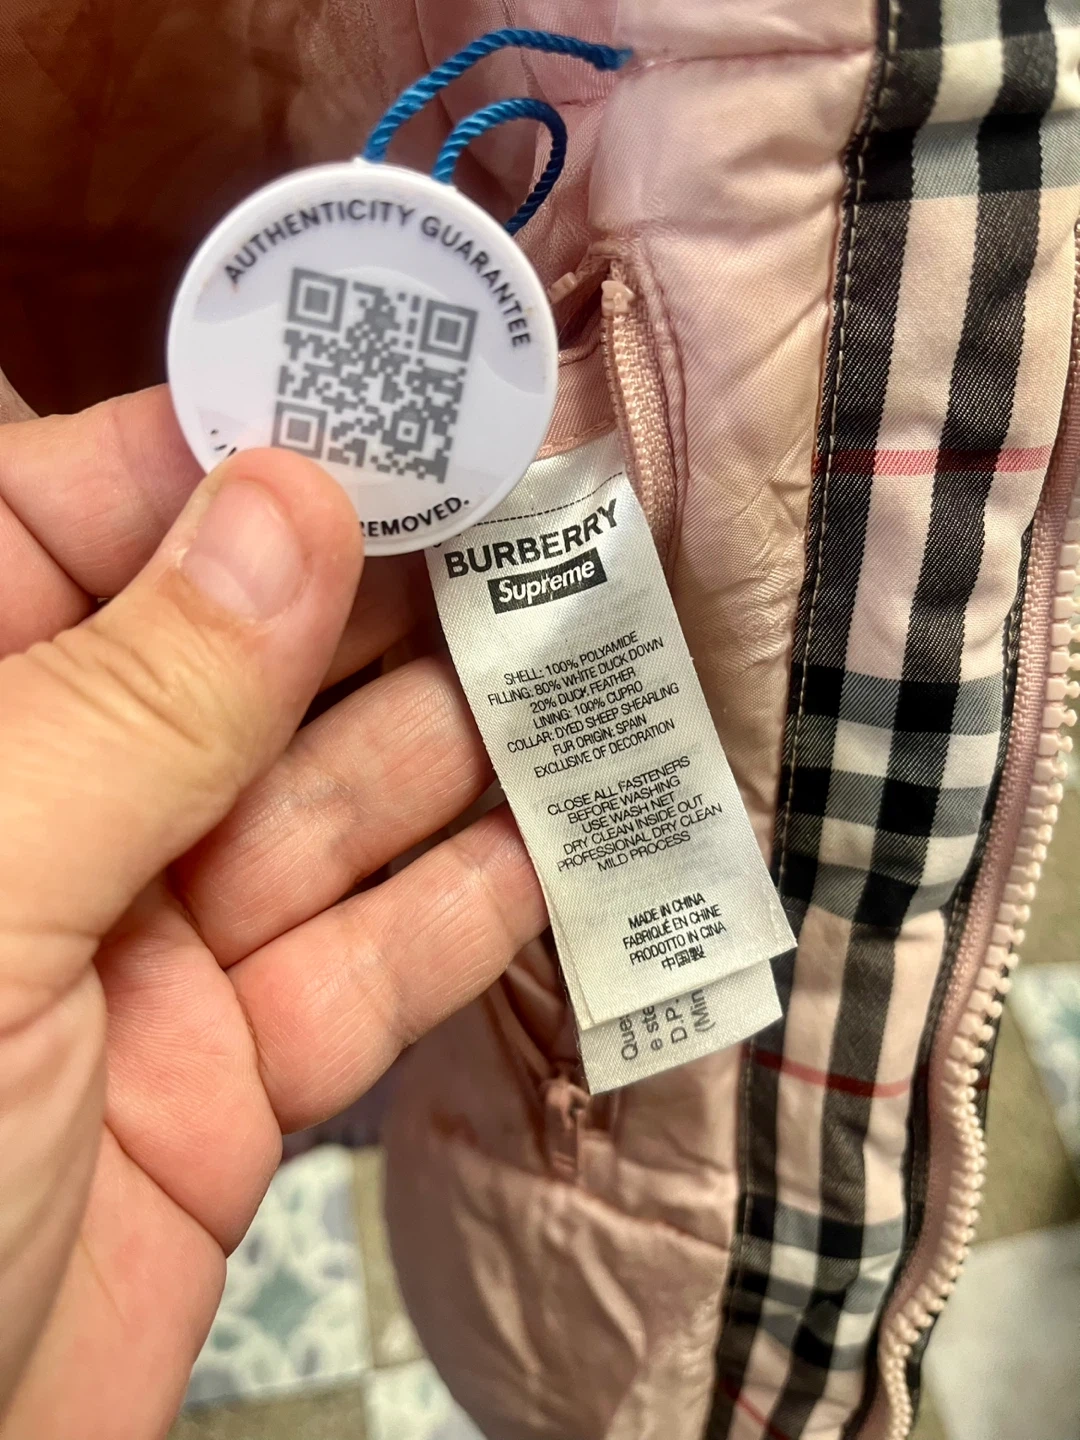 AUTHENTICITY GUARANTEE
REMOVED.
BURBERRY
Supreme
SHELL: 100% POLYAMIDE
FILLING: 80% WHITE DUCK DOWN
20% DUCK FEATHER
LINING: 100% CUPRO
COLLAR: DYED SHEEP SHEARLING
FUR ORIGIN: SPAIN
EXCLUSIVE OF DECORATION
CLOSE ALL FASTENERS
BEFORE WASHING
USE WASH NET
DRY CLEAN INSIDE OUT
PROFESSIONAL DRY CLEAN
MILD PROCESS
MADE IN CHINA
FABRIQUÉ EN CHINE
PRODOTTO IN CINA
中国製
e ste
D.P.
(Min